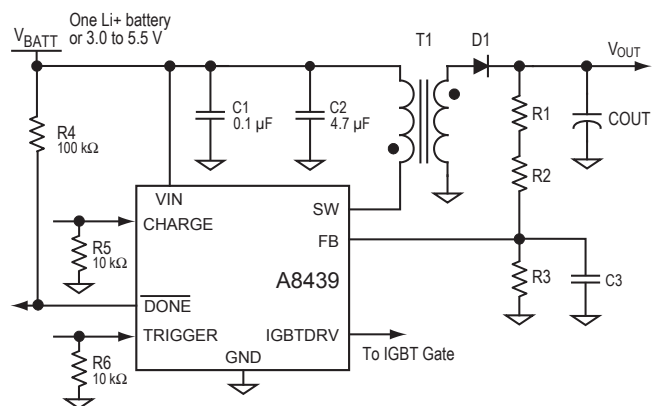 One Li+ battery
or 3.0 to 5.5 V
VBATT
T1
D1
VOUT
C1
0.1 µF
C2
4.7 µF
R1
COUT
R4
100 kΩ
R2
VIN
SW
CHARGE
FB
R5
10 kΩ
A8439
R3
C3
DONE
TRIGGER
IGBTDRV
To IGBT Gate
GND
R6
10 kΩ